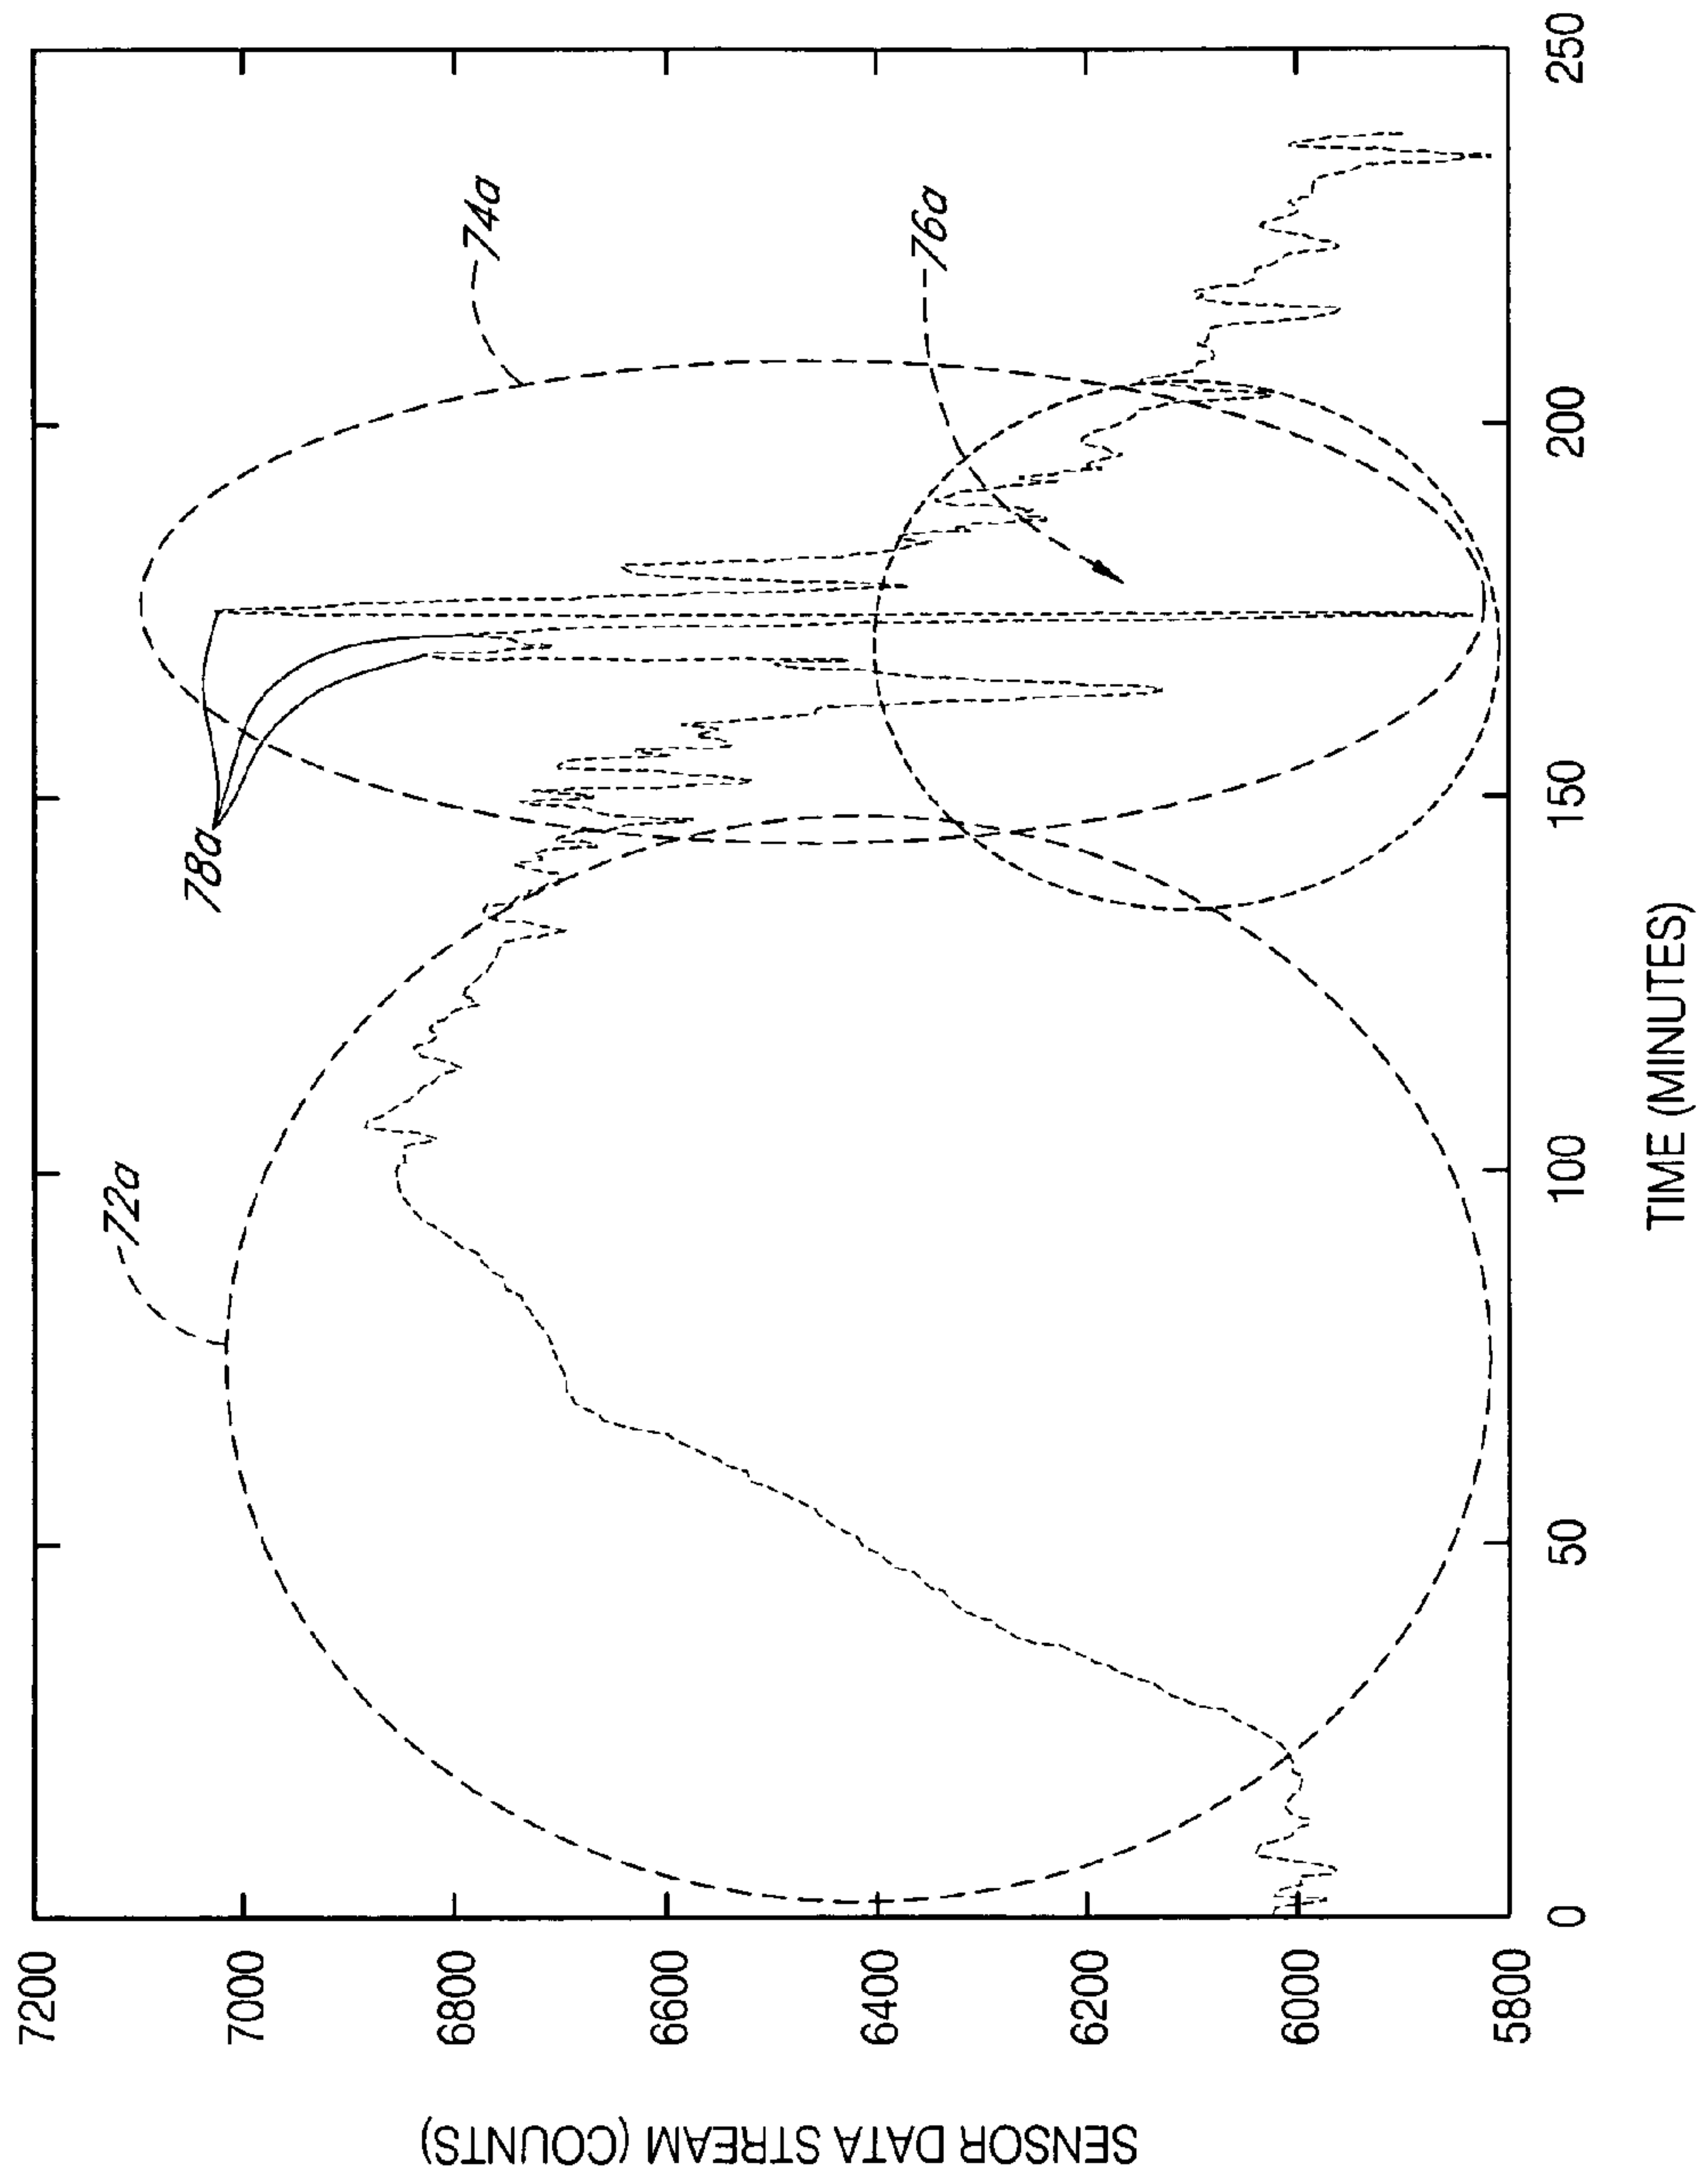 7200
7000
6800
6600
6400
6200
6000
5800
SENSOR DATA STREAM (COUNTS)
0
50
100
150
200
250
TIME (MINUTES)
72a
78a
74a
76a